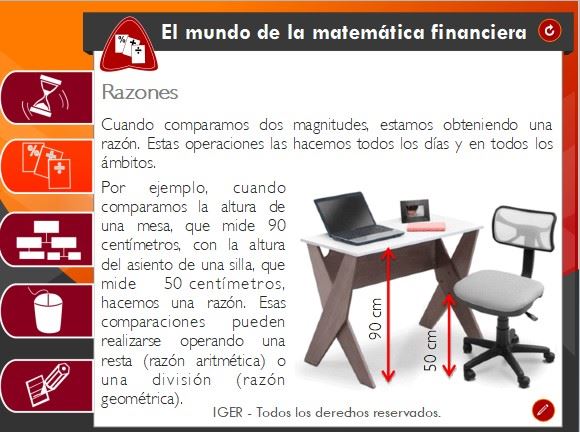 El mundo de la matemática financiera
Razones
Cuando comparamos dos magnitudes, estamos obteniendo una
razón. Estas operaciones las hacemos todos los días y en todos los
ámbitos.
Por ejemplo, cuando
comparamos la altura de
una mesa, que mide 90
centímetros, con la altura
del asiento de una silla, que
mide 50 centímetros,
hacemos una razón. Esas
comparaciones pueden
realizarse operando una
resta (razón aritmética) o
una división (razón
geométrica).
90 cm
50 cm
IGER - Todos los derechos reservados.